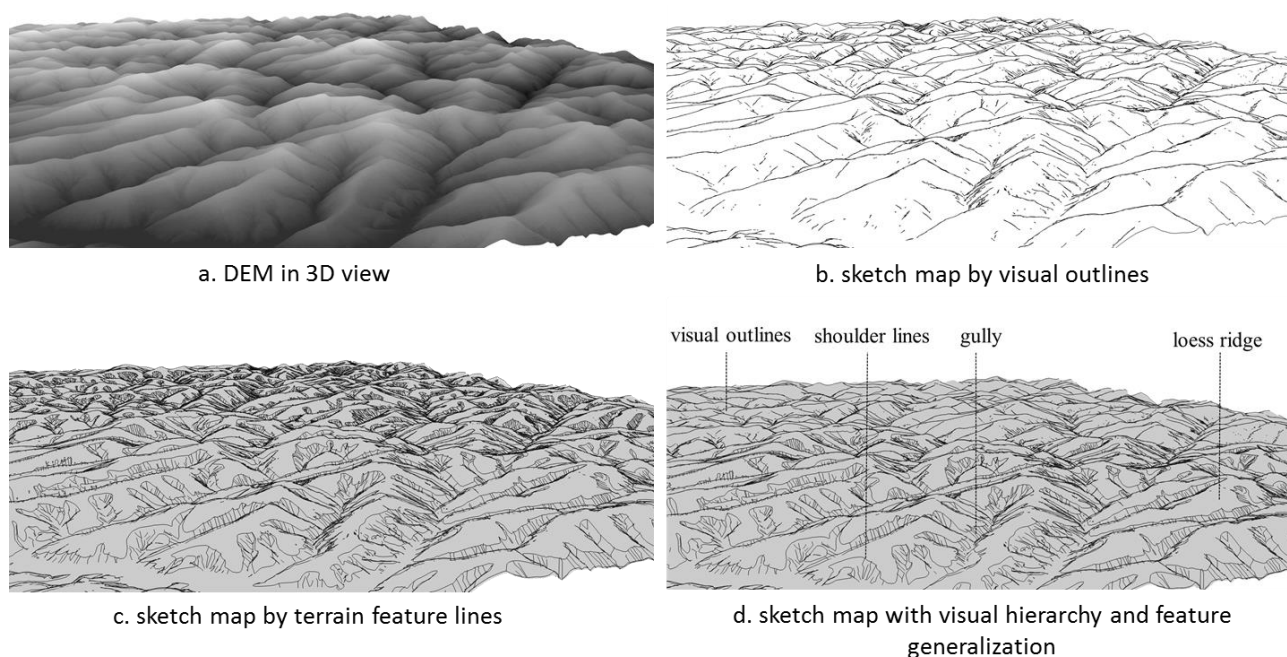 a. DEM in 3D view
b. sketch map by visual outlines
visual outlines
shoulder lines
gully
loess ridge
c. sketch map by terrain feature lines
d. sketch map with visual hierarchy and feature
generalization